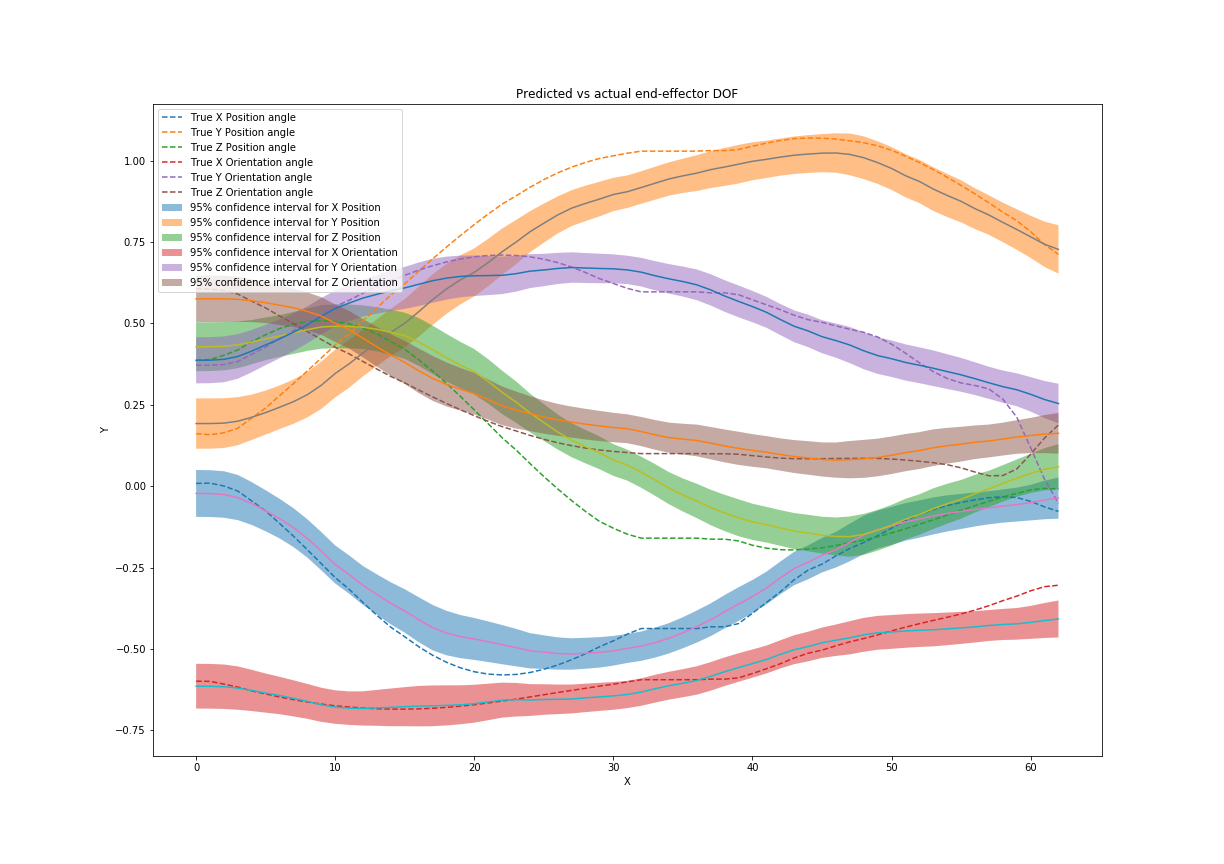 Predicted vs actual end-effector DOF
True X Position angle
True Y Position angle
True Z Position angle
True X Orientation angle
True Y Orientation angle
True Z Orientation angle
95% confidence interval for X Position
95% confidence interval for Y Position
95% confidence interval for Z Position
95% confidence interval for X Orientation
95% confidence interval for Y Orientation
95% confidence interval for Z Orientation
1.00
0.75
0.50
0.25
0.00
−0.25
−0.50
−0.75
Y
0 10 20 30 40 50 60
X